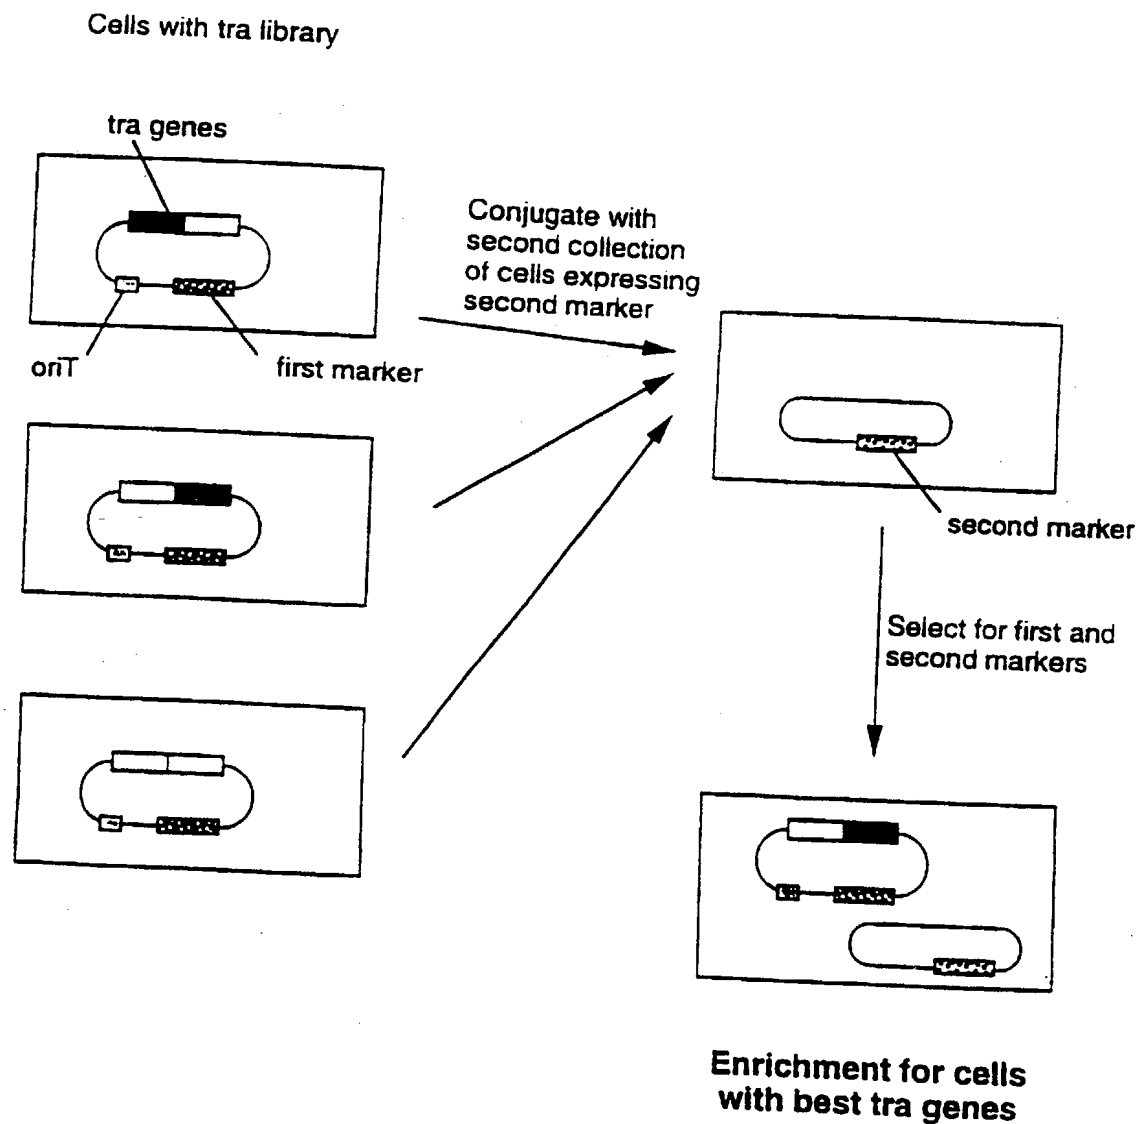 Cells with tra library
tra genes
Conjugate with
second collection
of cells expressing
second marker
oriT
first marker
second marker
Select for first and
second markers
Enrichment for cells
with best tra genes